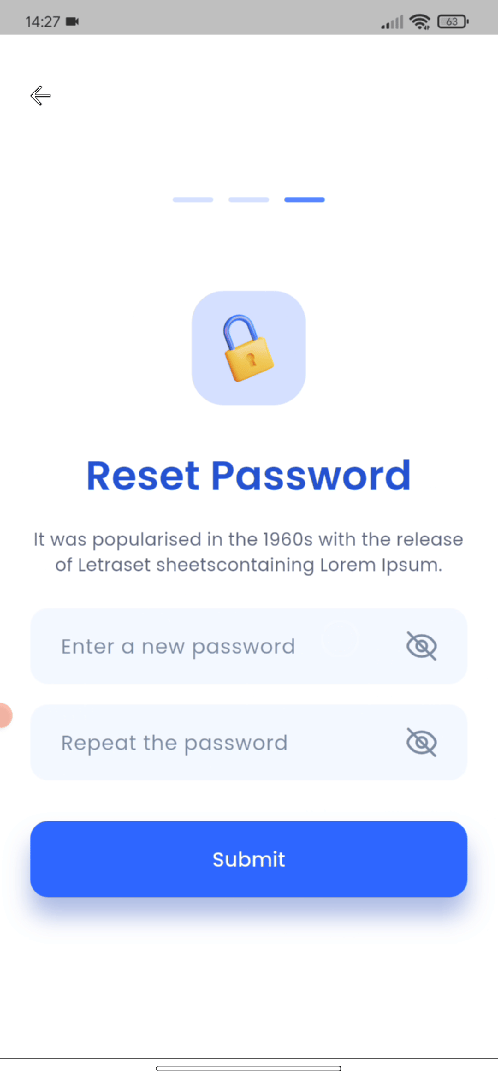 14:27
63
Reset Password
It was popularised in the 1960s with the release
of Letraset sheetscontaining Lorem Ipsum.
Enter a new password
Repeat the password
Submit